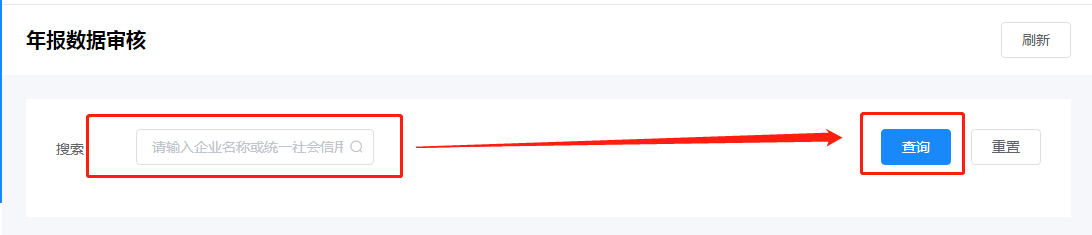 年报数据审核
刷新
搜索
请输入企业名称或统一社会信用
查询
重置